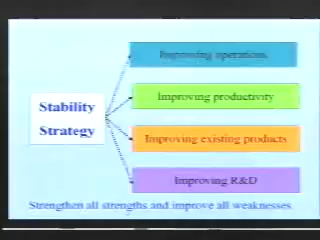 Improving operations
Improving productivity
Stability
Strategy
Improving existing products
Improving R&D
Strengthen all strengths and improve all weaknesses